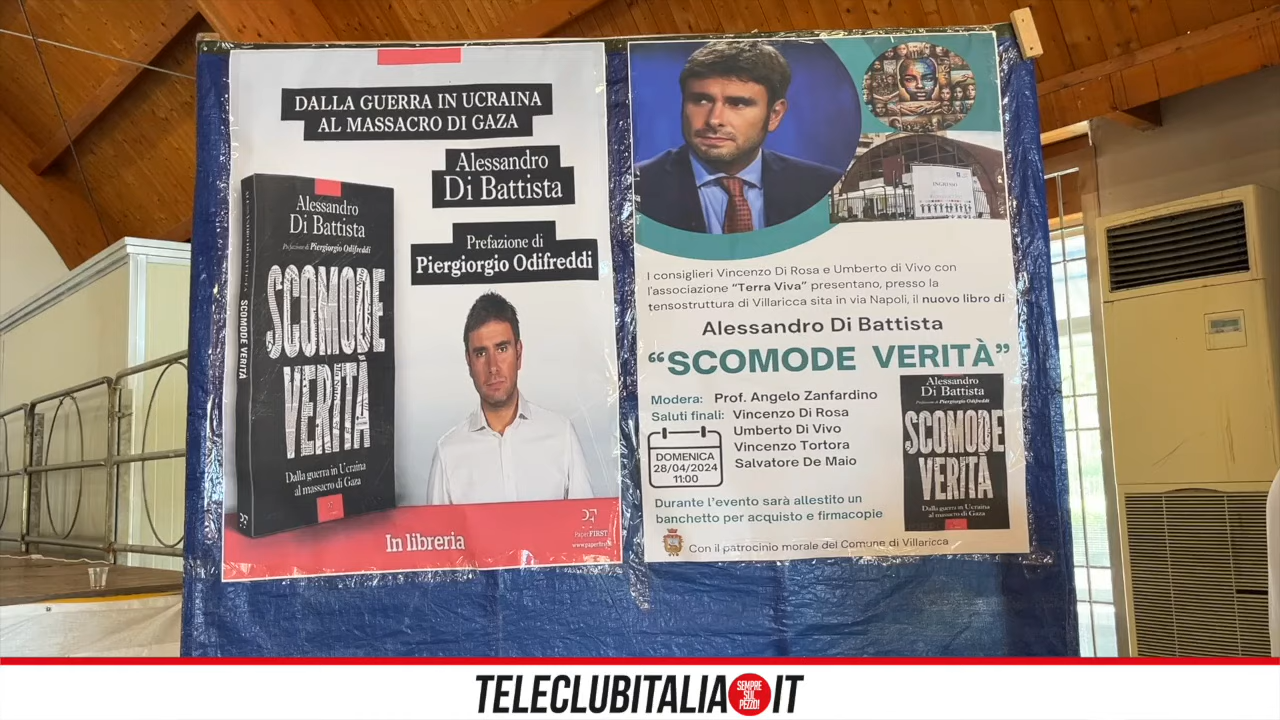 DALLA GUERRA IN UCRAINA
AL MASSACRO DI GAZA
Alessandro
Di Battista
Prefazione di
Piergiorgio Odifreddi
Alessandro
Di Battista
Prefazione di Piergiorgio Odifreddi
SCOMODE
VERITÀ
Dalla guerra in Ucraina
al massacro di Gaza
SCOMODE VERITÀ
In libreria
PaperFIRST
I consiglieri Vincenzo Di Rosa e Umberto di Vivo con
l'associazione "Terra Viva" presentano, presso la
tensostruttura di Villaricca sita in via Napoli, il nuovo libro di
Alessandro Di Battista
"SCOMODE VERITÀ"
Modera: Prof. Angelo Zanfardino
Saluti finali: Vincenzo Di Rosa
Umberto Di Vivo
Vincenzo Tortora
Salvatore De Maio
DOMENICA
28/04/2024
11:00
Durante l'evento sarà allestito un
banchetto per acquisto e firmacopie
Alessandro
Di Battista
Prefazione di Piergiorgio Odifreddi
SCOMODE
VERITÀ
Dalla guerra in Ucraina
al massacro di Gaza
Con il patrocinio morale del Comune di Villaricca
TELECLUBITALIA SEMPRE SUL PEZZO! IT